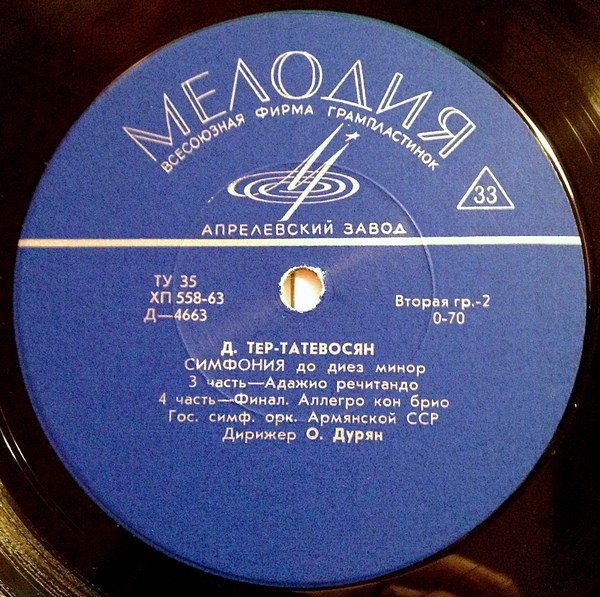 МЕЛОДИЯ
ВСЕСОЮЗНАЯ ФИРМА ГРАМПЛАСТИНОК
33
АПРЕЛЕВСКИЙ ЗАВОД
ТУ 35
ХП 558-63
Д—4663
Вторая гр.-2
0-70
Д. ТЕР-ТАТЕВОСЯН
СИМФОНИЯ до диез минор
3 часть—Адажио речитандо
4 часть—Финал. Аллегро кон брио
Гос. симф. орк. Армянской ССР
Дирижер О. Дурян